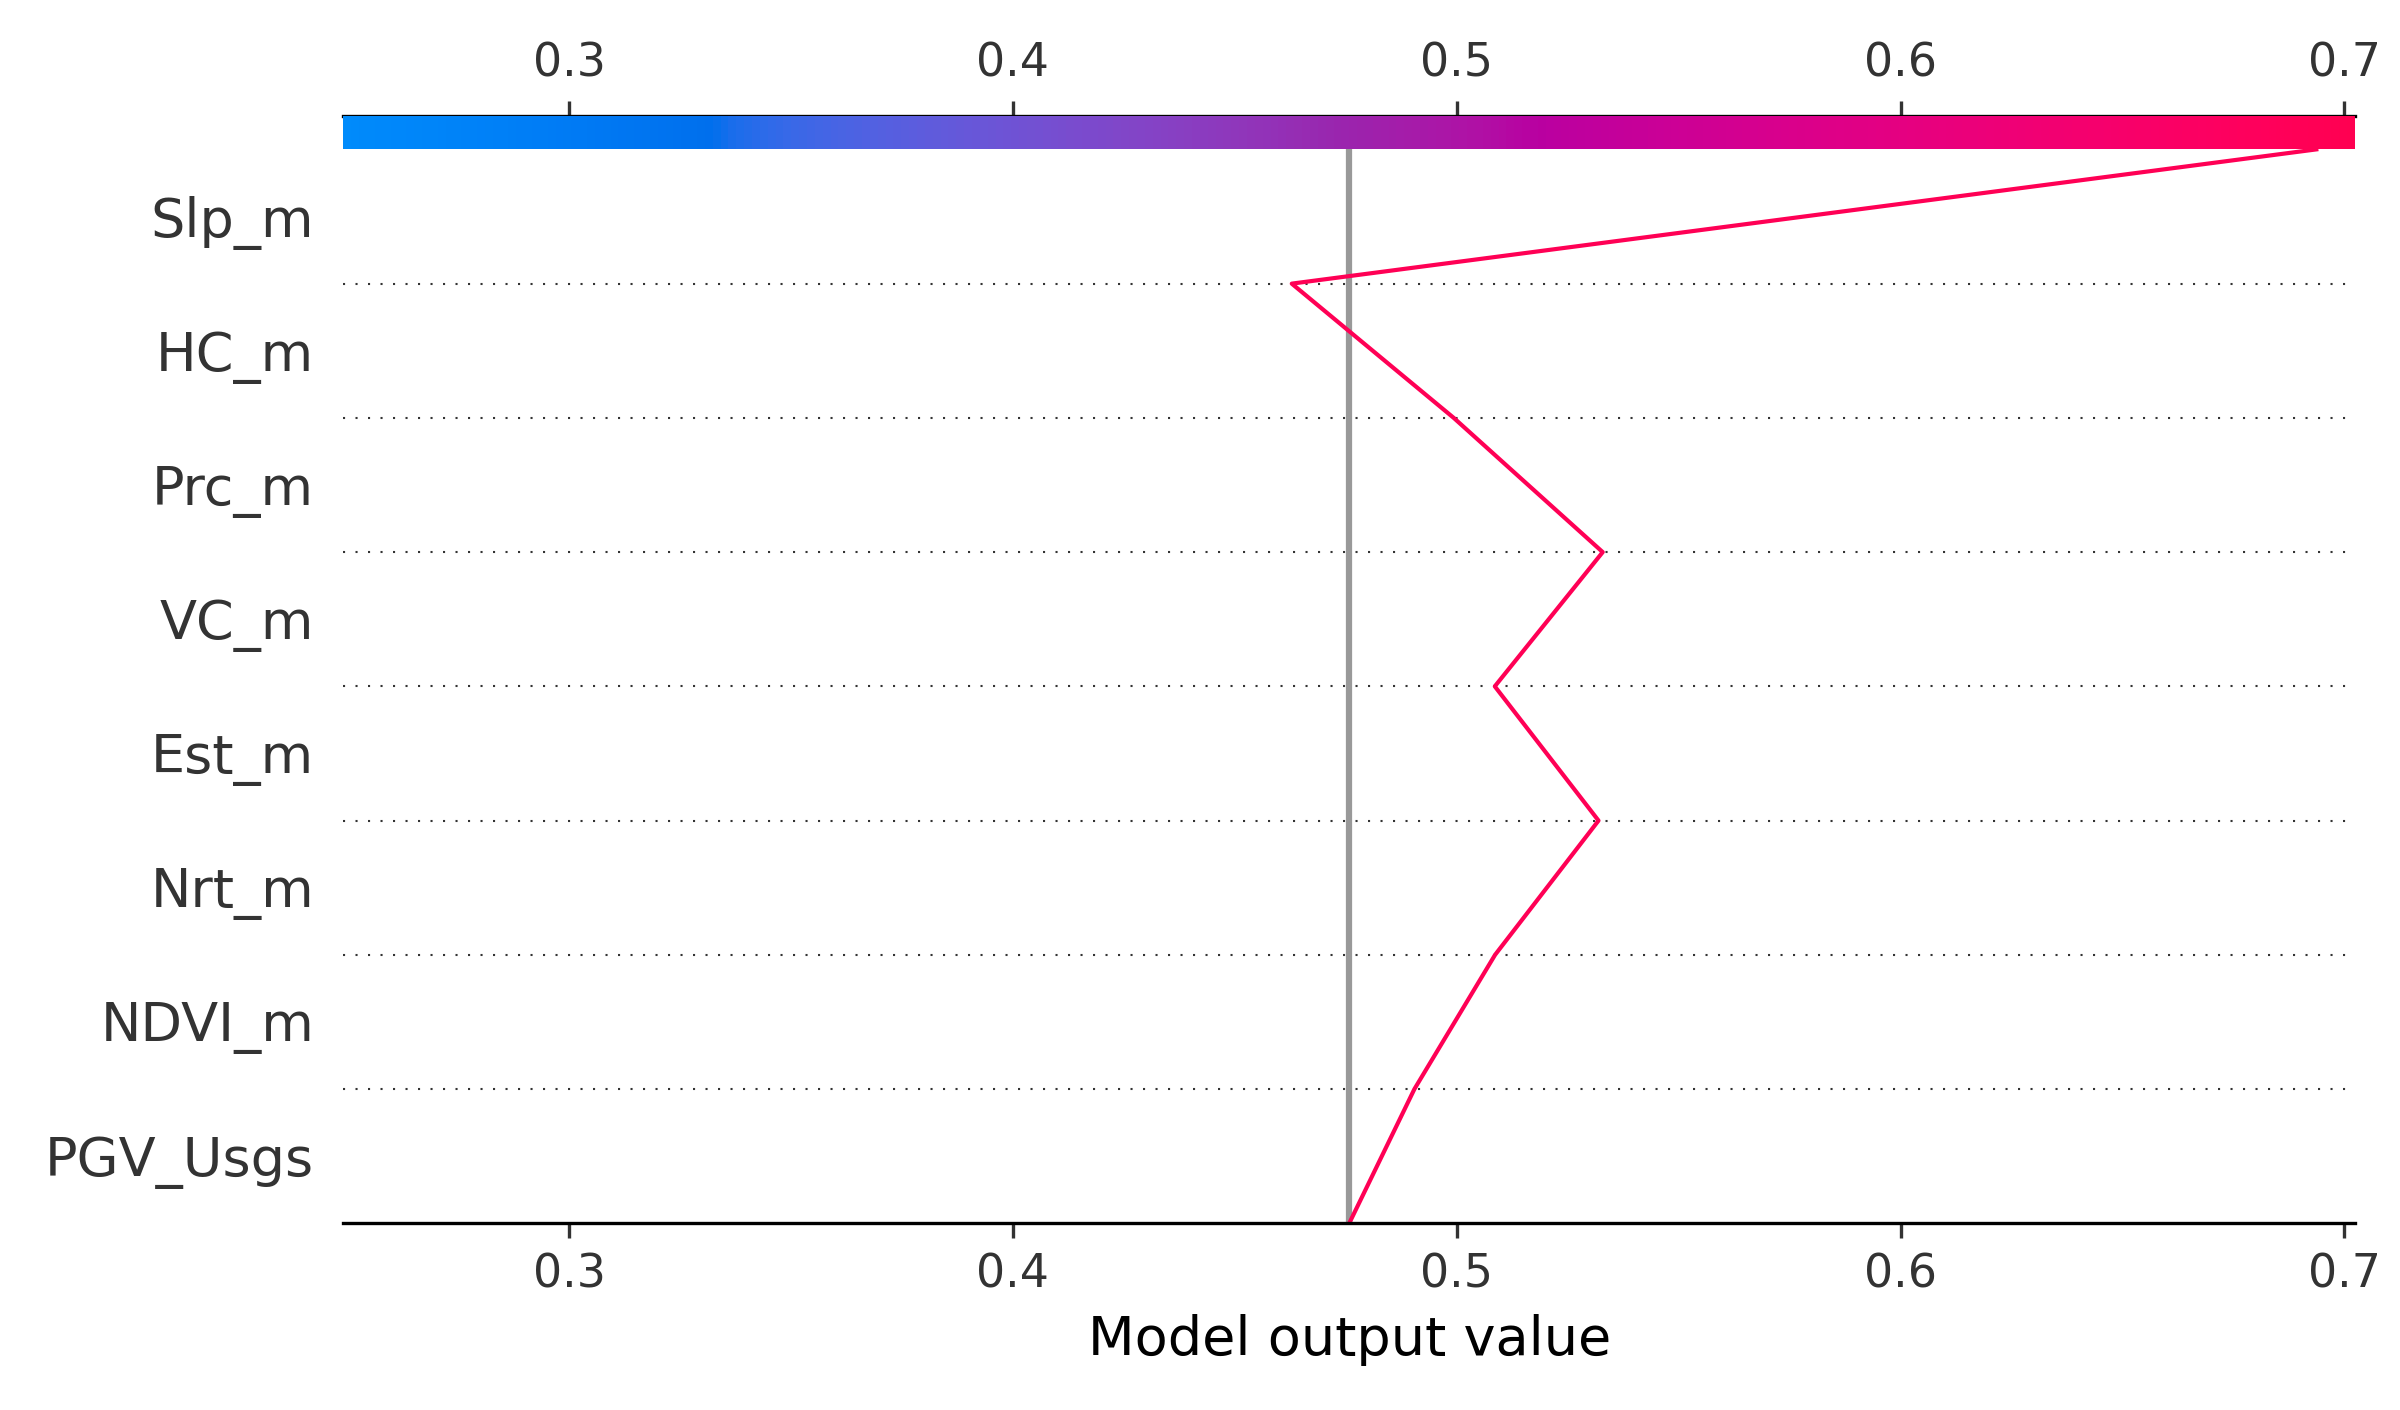 0.3 0.4 0.5 0.6 0.7
Slp_m
HC_m
Prc_m
VC_m
Est_m
Nrt_m
NDVI_m
PGV_Usgs
0.3 0.4 0.5 0.6 0.7
Model output value